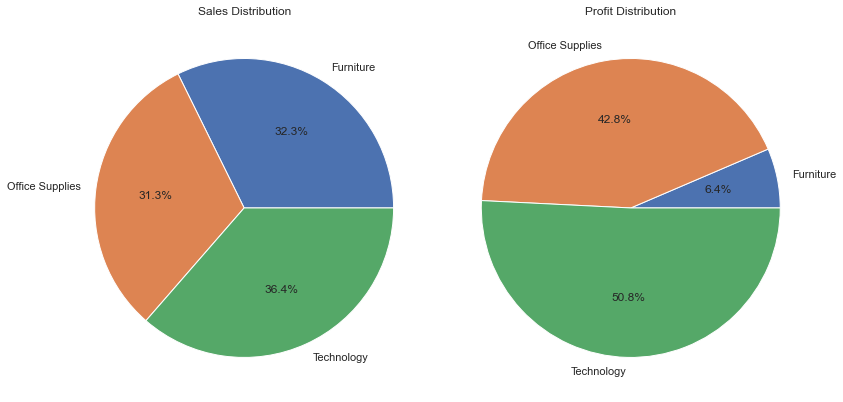 Sales Distribution
Furniture
32.3%
Office Supplies
31.3%
36.4%
Technology
Profit Distribution
Office Supplies
42.8%
Furniture
6.4%
50.8%
Technology